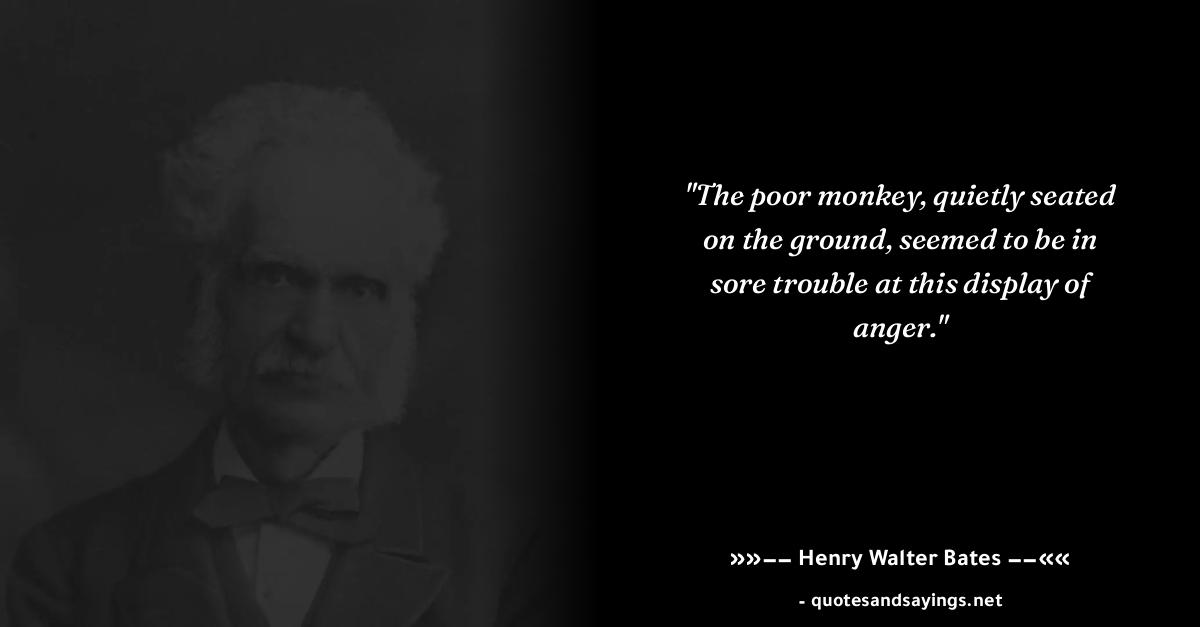 "The poor monkey, quietly seated
on the ground, seemed to be in
sore trouble at this display of
anger."
»»−− Henry Walter Bates −−««
- quotesandsayings.net